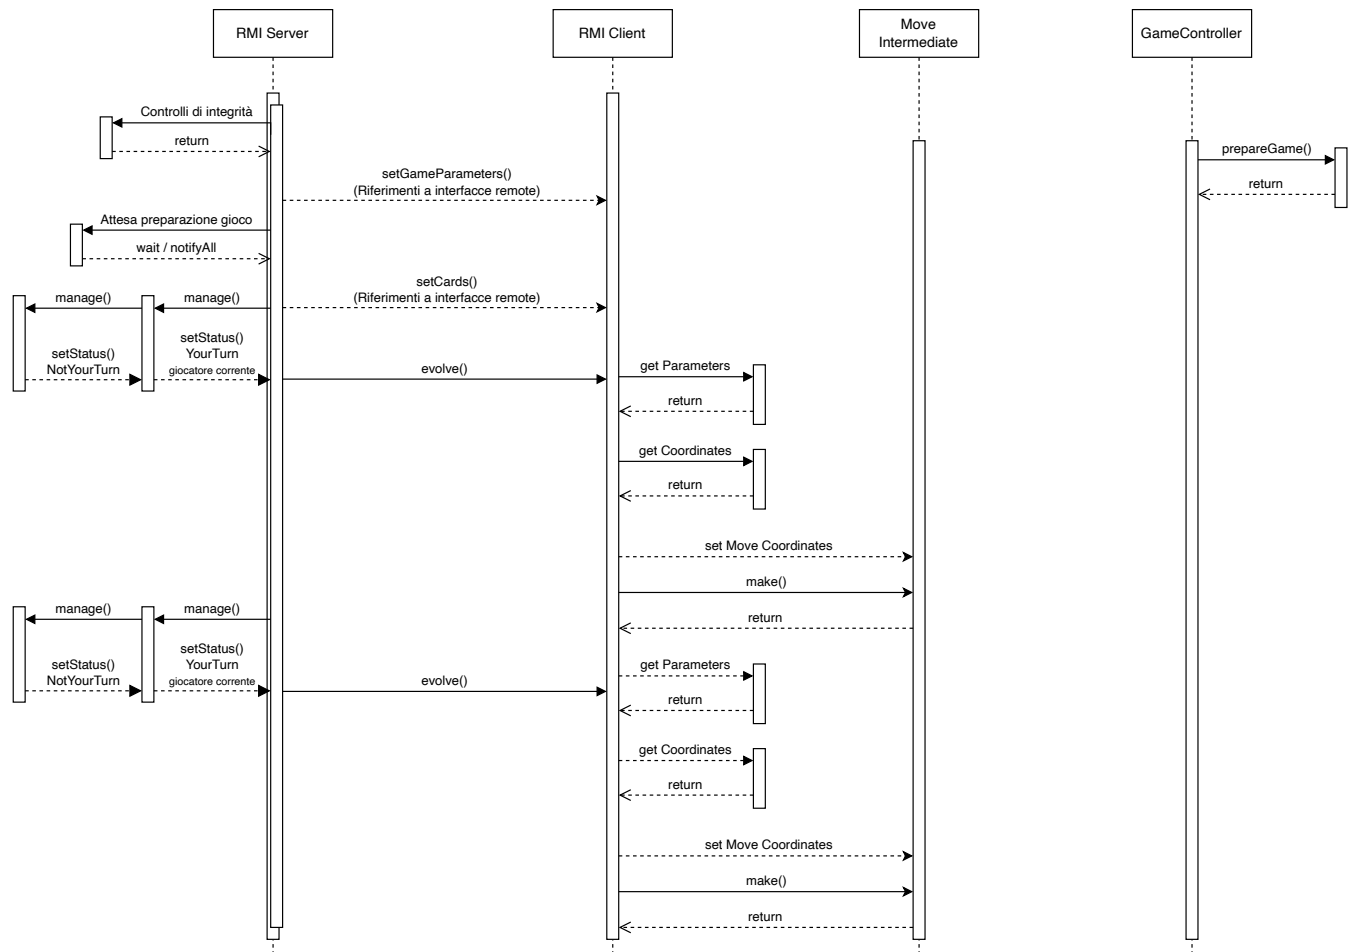 RMI Server
RMI Client
Move
Intermediate
GameController
Controlli di integrità
return
prepareGame()
return
setGameParameters()
(Riferimenti a interfacce remote)
Attesa preparazione gioco
wait / notifyAll
setCards()
(Riferimenti a interfacce remote)
manage()
manage()
setStatus()
NotYourTurn
setStatus()
YourTurn
giocatore corrente
evolve()
get Parameters
return
get Coordinates
return
set Move Coordinates
make()
return
manage()
manage()
setStatus()
NotYourTurn
setStatus()
YourTurn
giocatore corrente
evolve()
get Parameters
return
get Coordinates
return
set Move Coordinates
make()
return